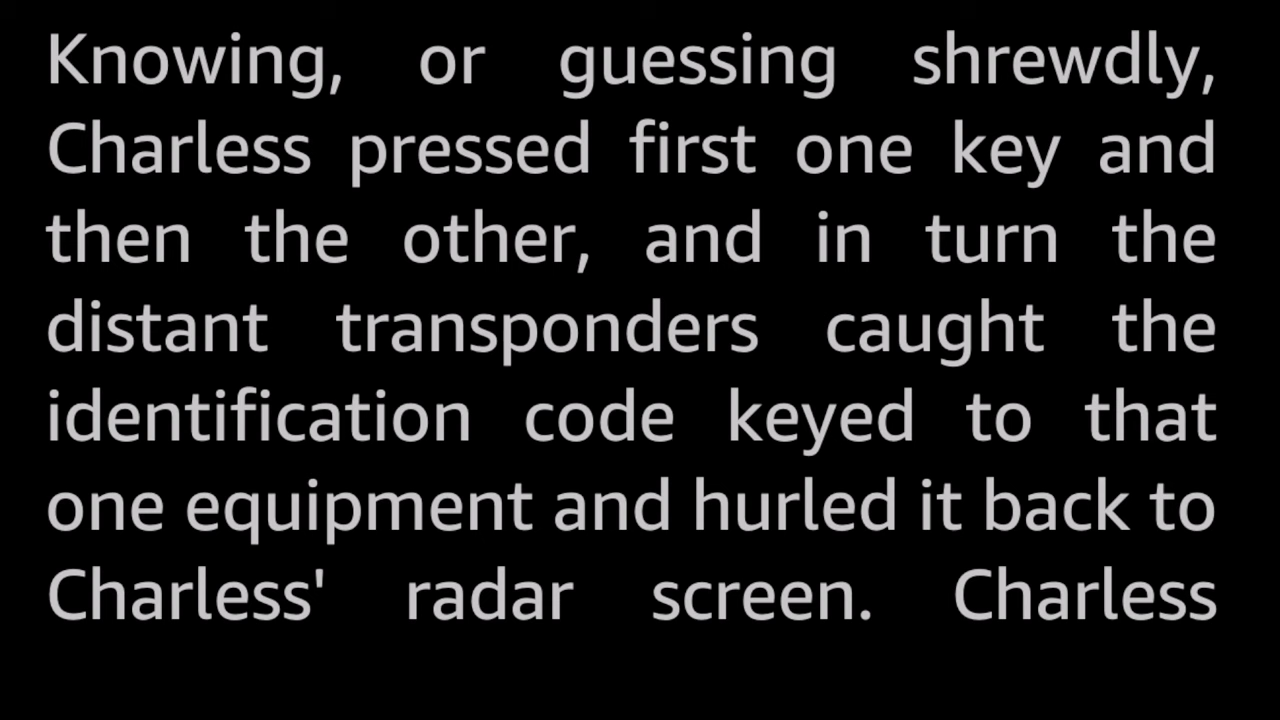 Knowing, or guessing shrewdly,
Charless pressed first one key and
then the other, and in turn the
distant transponders caught the
identification code keyed to that
one equipment and hurled it back to
Charless' radar screen. Charless